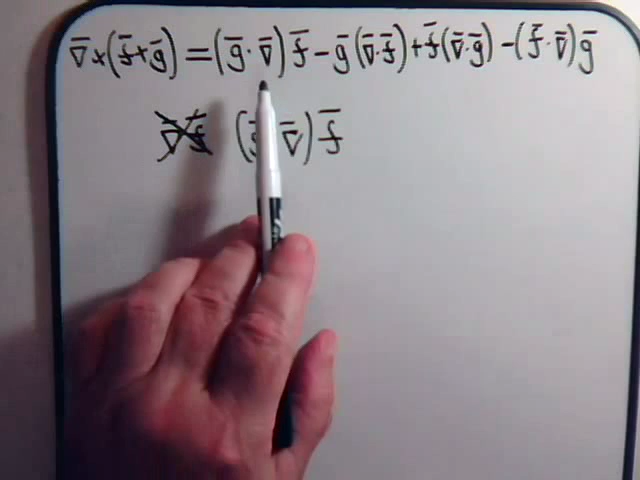 ∇̄ × (f̄ × ḡ) = (ḡ · ∇̄) f̄ − ḡ (∇̄ · f̄) + f̄ (∇̄ · ḡ) − (f̄ · ∇̄) ḡ
( ∇̄) f̄